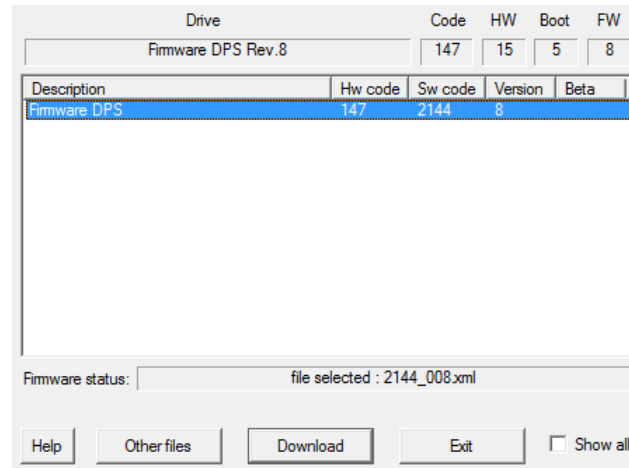 Drive Code HW Boot FW
Firmware DPS Rev.8 147 15 5 8
Description Hw code Sw code Version Beta
Firmware DPS 147 2144 8
Firmware status: file selected : 2144_008.xml
Help Other files Download Exit Show all